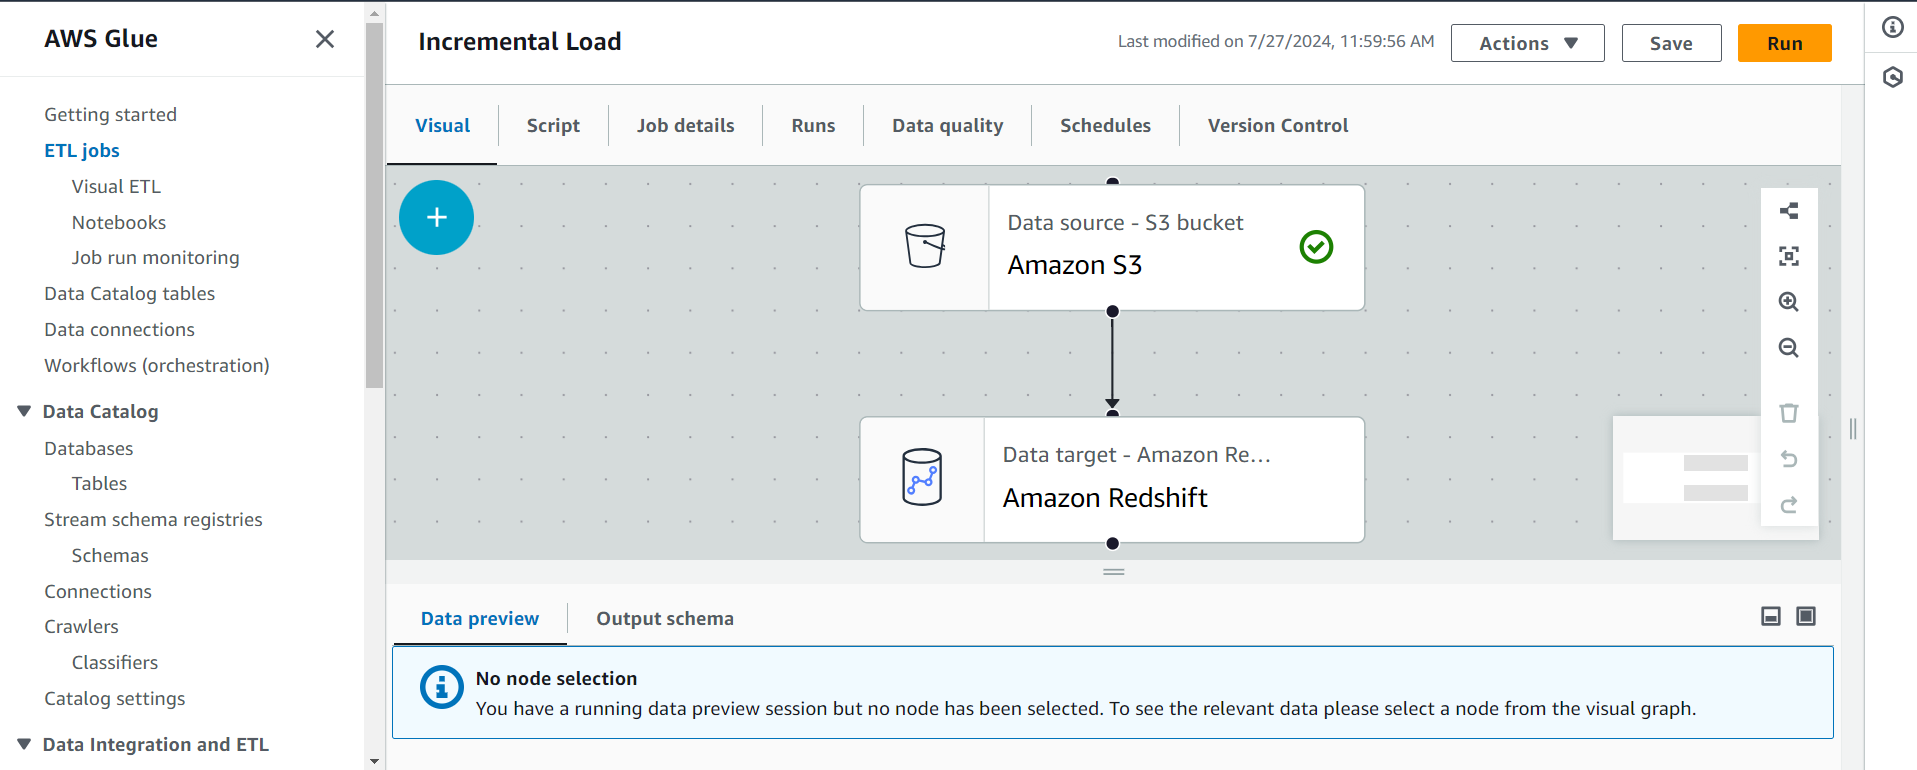 AWS Glue
Getting started
ETL jobs
Visual ETL
Notebooks
Job run monitoring
Data Catalog tables
Data connections
Workflows (orchestration)
Data Catalog
Databases
Tables
Stream schema registries
Schemas
Connections
Crawlers
Classifiers
Catalog settings
Data Integration and ETL
Incremental Load
Last modified on 7/27/2024, 11:59:56 AM
Actions
Save
Run
Visual
Script
Job details
Runs
Data quality
Schedules
Version Control
Data source - S3 bucket
Amazon S3
Data target - Amazon Re...
Amazon Redshift
Data preview
Output schema
No node selection
You have a running data preview session but no node has been selected. To see the relevant data please select a node from the visual graph.